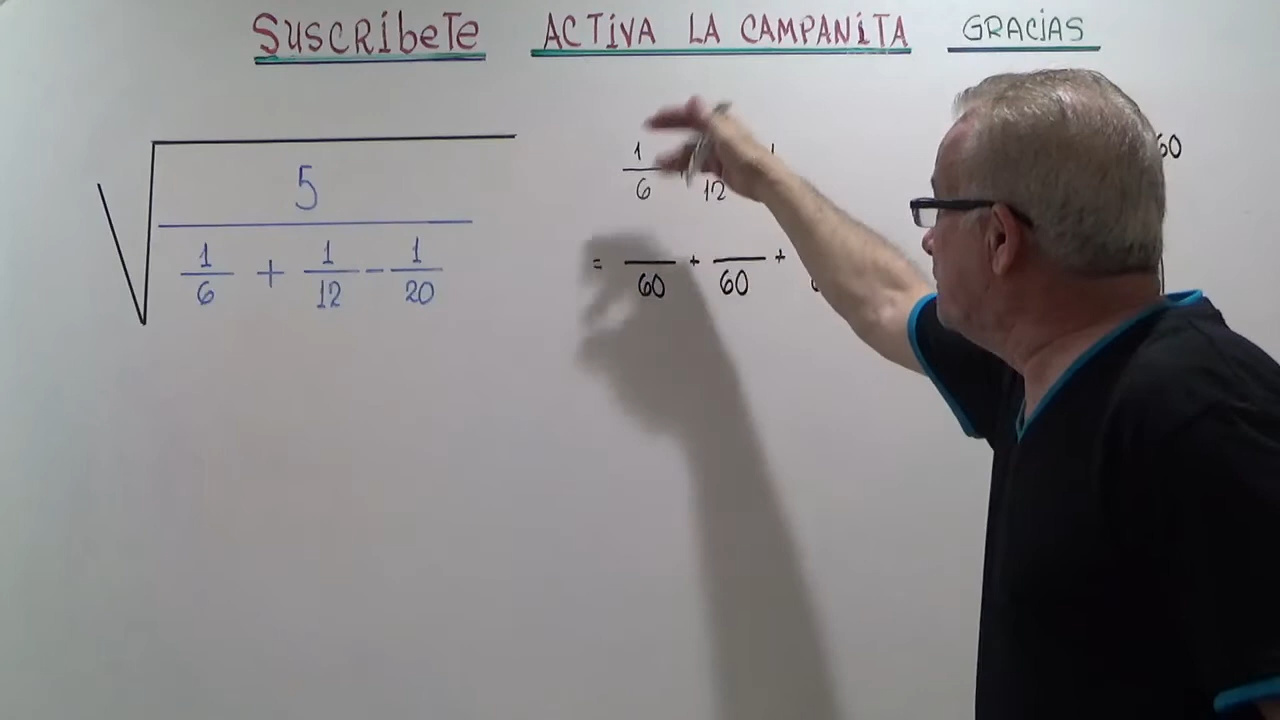 SUSCRIBETE ACTIVA LA CAMPANITA GRACIAS
√(5 / (1/6 + 1/12 - 1/20))
1/6 12 60
= /60 + /60 +